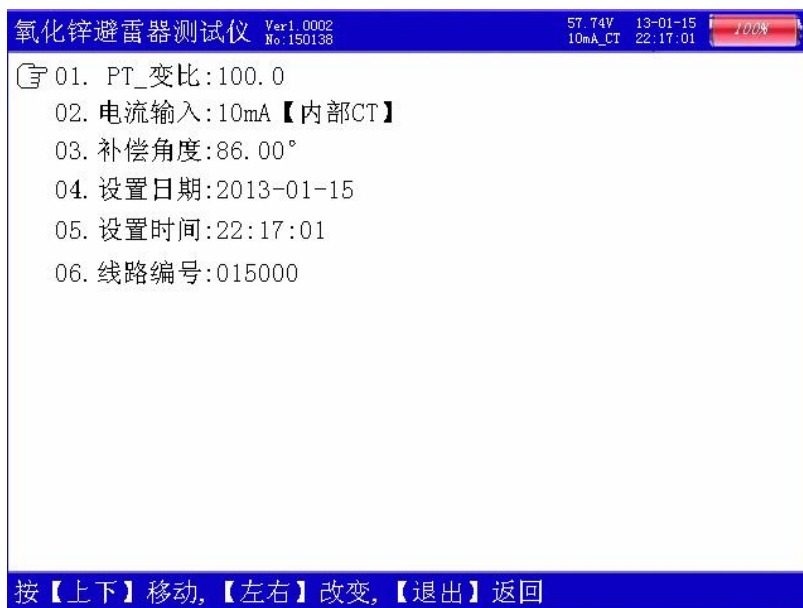 氧化锌避雷器测试仪 Ver1.0002 No:150138 57.74V 13-01-15 10mA_CT 22:17:01 100%
01. PT_变比:100.0
02. 电流输入:10mA【内部CT】
03. 补偿角度:86.00°
04. 设置日期:2013-01-15
05. 设置时间:22:17:01
06. 线路编号:015000
按【上下】移动,【左右】改变,【退出】返回